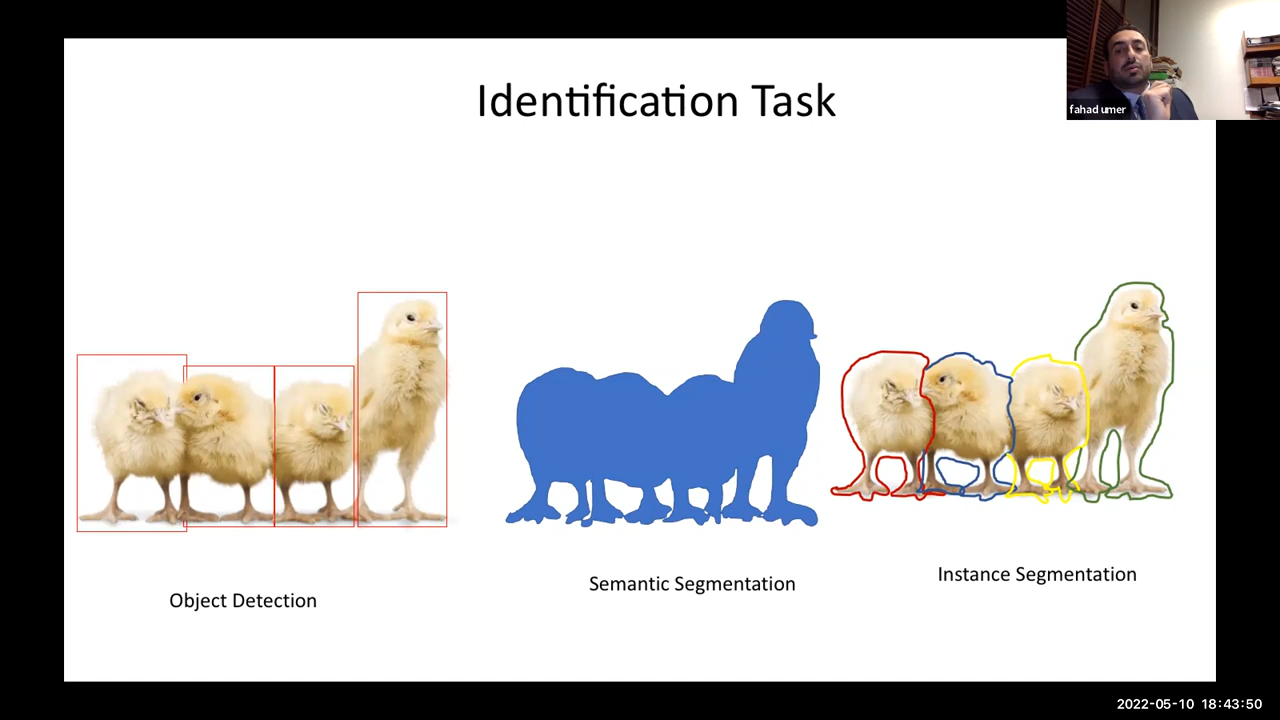 Identification Task
fahad umer
Object Detection
Semantic Segmentation
Instance Segmentation
2022-05-10 18:43:50